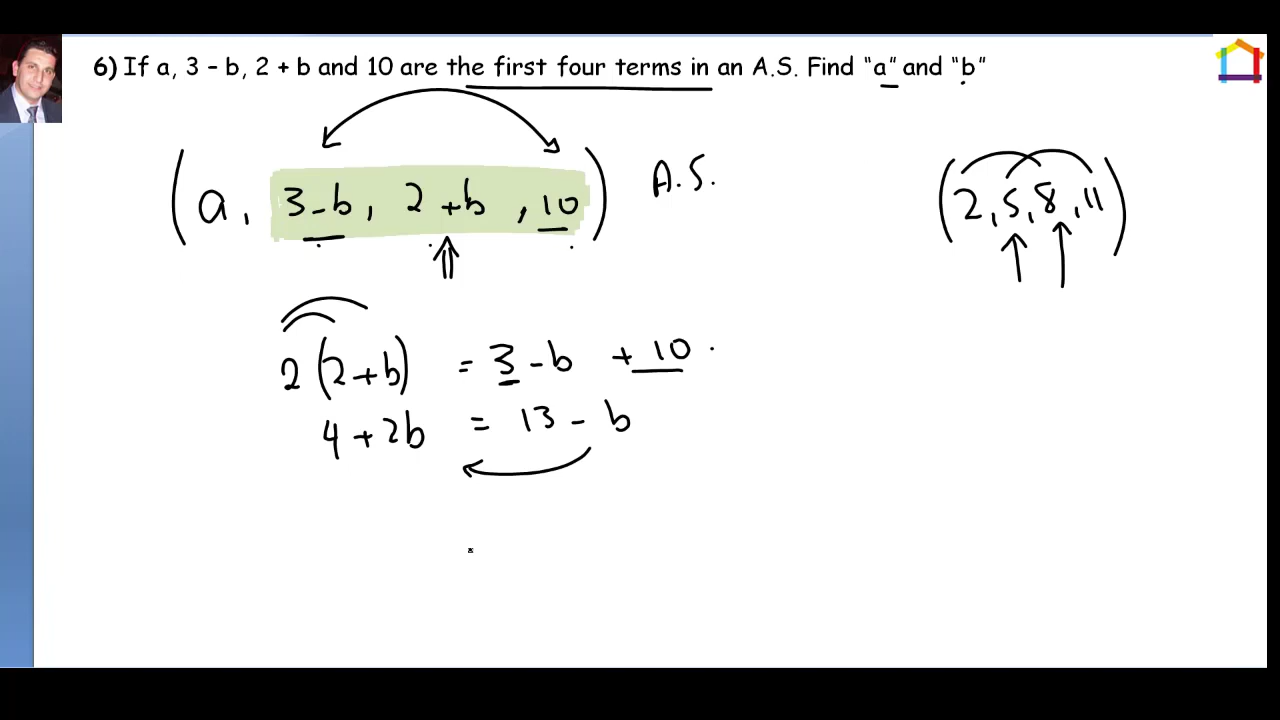 6) If a, 3 – b, 2 + b and 10 are the first four terms in an A.S. Find “a” and “b”
(a, 3-b, 2+b, 10) A.S.
(2, 5, 8, 11)
2(2+b) = 3-b + 10
4+2b = 13 - b